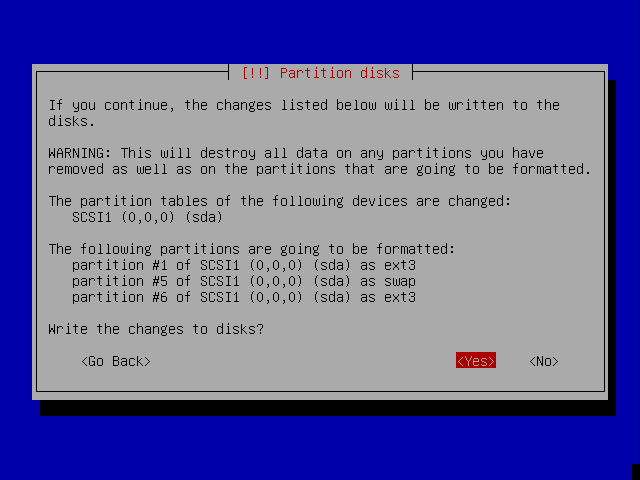 [!!] Partition disks
If you continue, the changes listed below will be written to the
disks.
WARNING: This will destroy all data on any partitions you have
removed as well as on the partitions that are going to be formatted.
The partition tables of the following devices are changed:
SCSI1 (0,0,0) (sda)
The following partitions are going to be formatted:
partition #1 of SCSI1 (0,0,0) (sda) as ext3
partition #5 of SCSI1 (0,0,0) (sda) as swap
partition #6 of SCSI1 (0,0,0) (sda) as ext3
Write the changes to disks?
<Go Back> <Yes> <No>